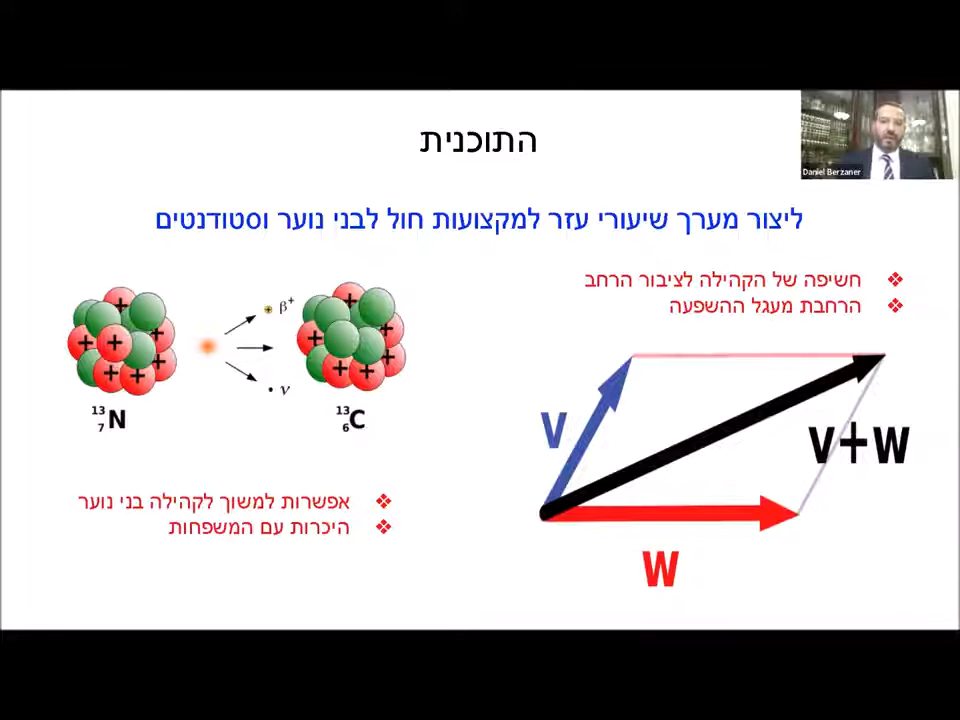 התוכנית
Daniel Berzaner
ליצור מערך שיעורי עזר למקצועות חול לבני נוער וסטודנטים
❖ חשיפה של הקהילה לציבור הרחב
❖ הרחבת מעגל ההשפעה
β+
ν
13 7 N
13 6 C
V
V+W
W
❖ אפשרות למשוך לקהילה בני נוער
❖ היכרות עם המשפחות